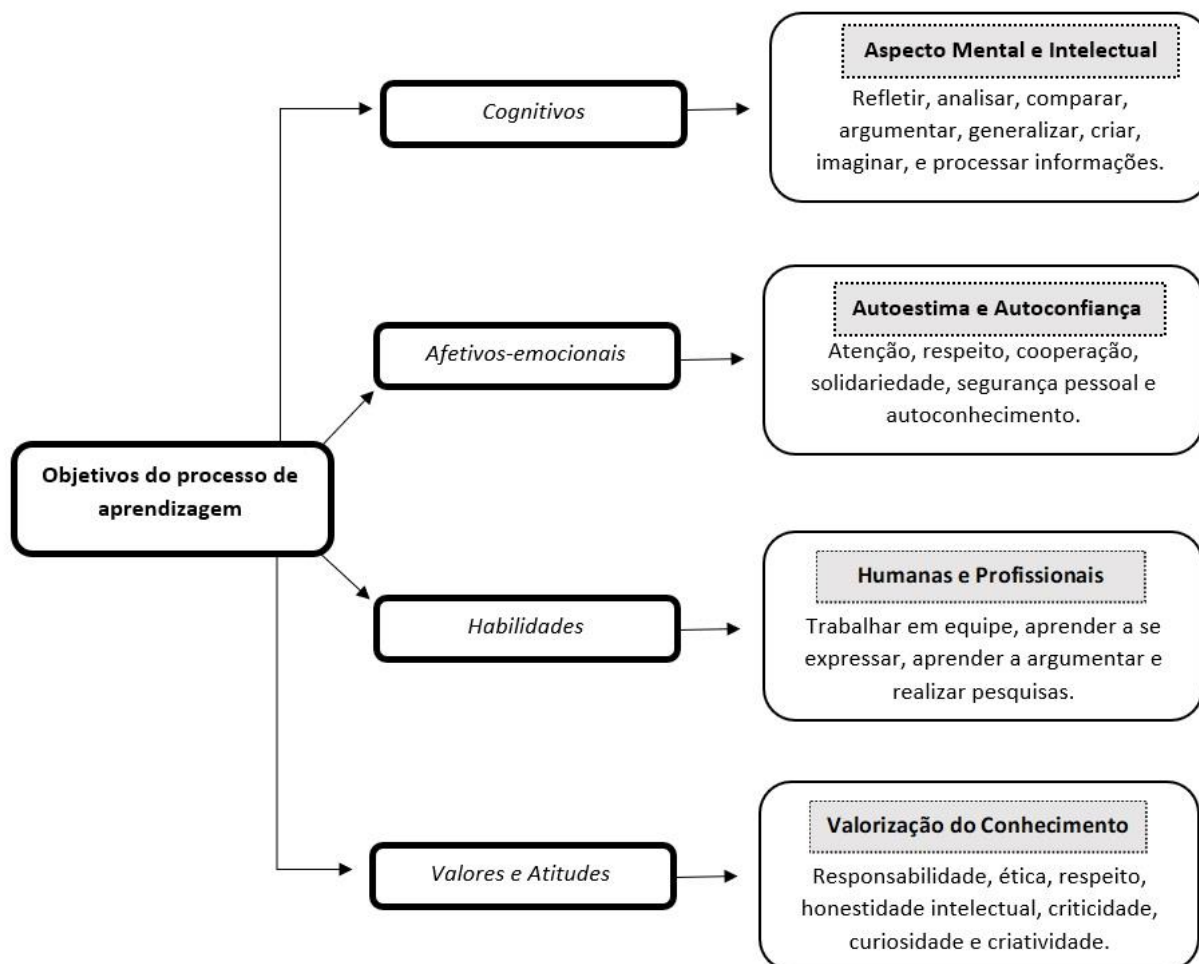 Objetivos do processo de
aprendizagem
Cognitivos
Aspecto Mental e Intelectual
Refletir, analisar, comparar,
argumentar, generalizar, criar,
imaginar, e processar informações.
Afetivos-emocionais
Autoestima e Autoconfiança
Atenção, respeito, cooperação,
solidariedade, segurança pessoal e
autoconhecimento.
Habilidades
Humanas e Profissionais
Trabalhar em equipe, aprender a se
expressar, aprender a argumentar e
realizar pesquisas.
Valores e Atitudes
Valorização do Conhecimento
Responsabilidade, ética, respeito,
honestidade intelectual, criticidade,
curiosidade e criatividade.